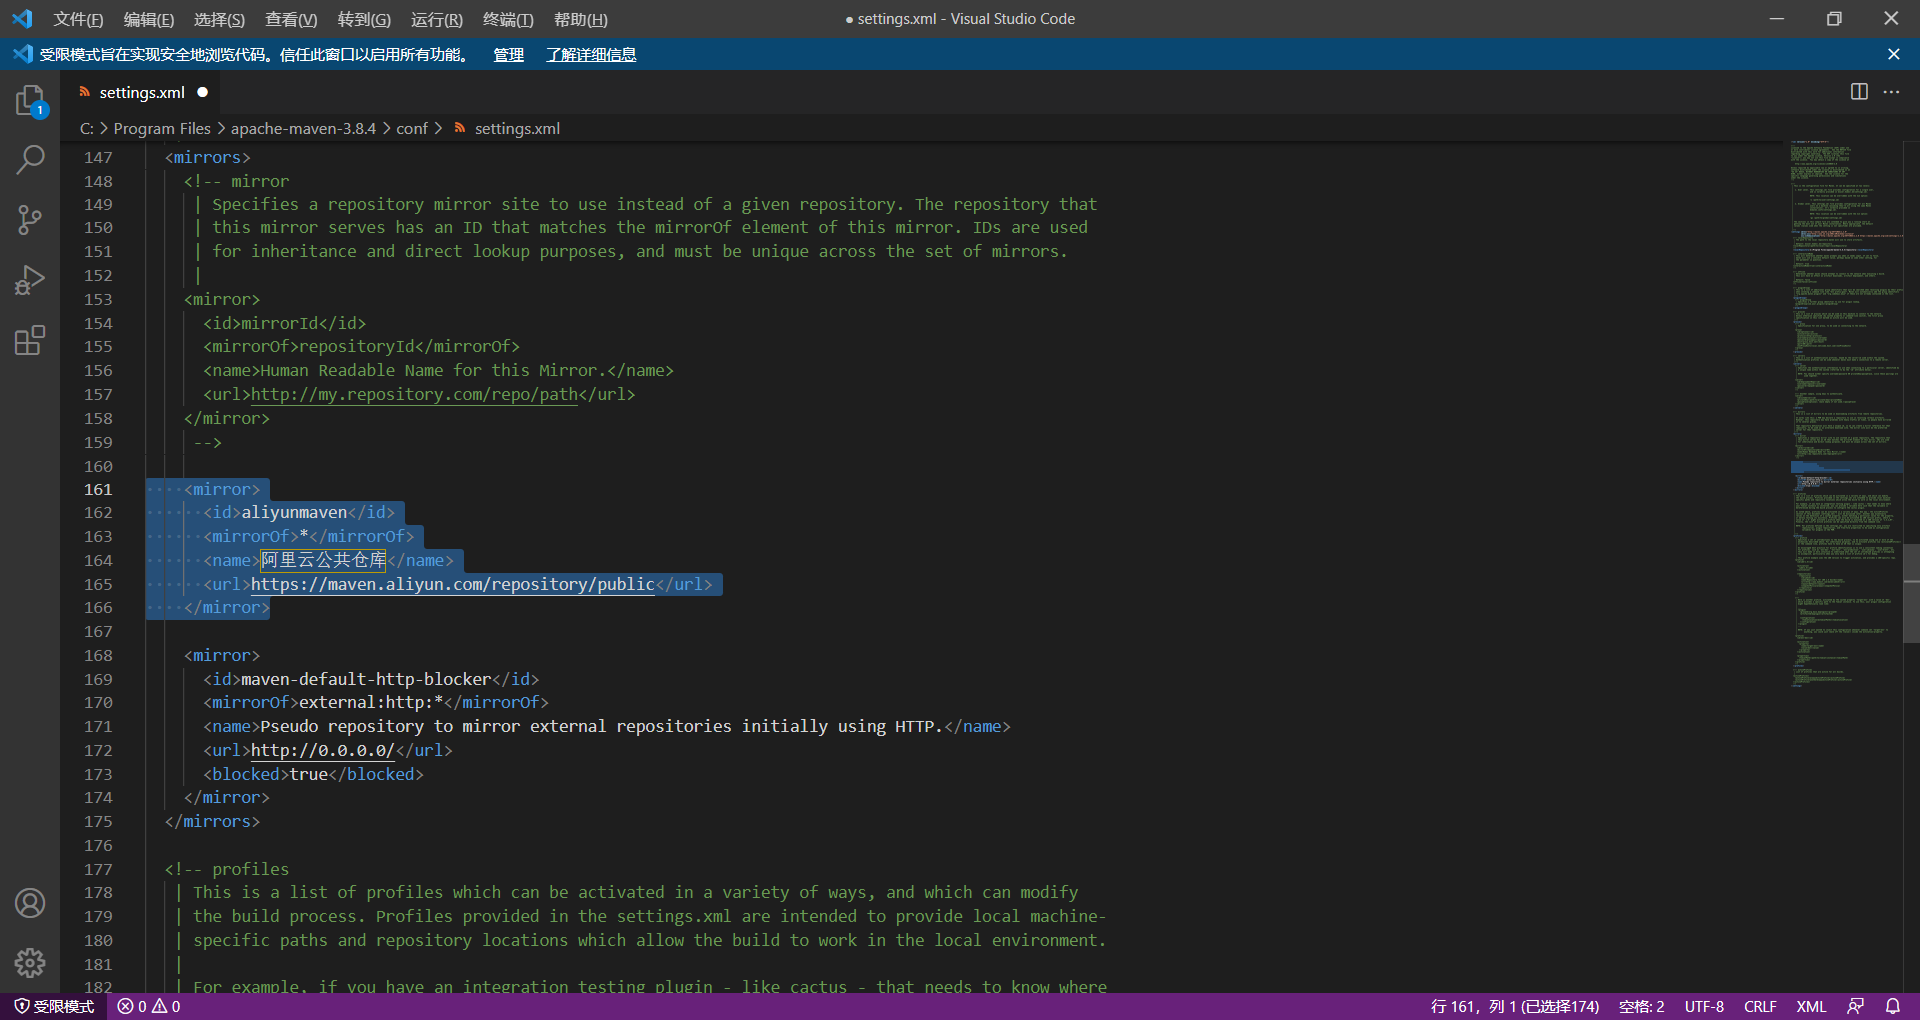 文件(F) 编辑(E) 选择(S) 查看(V) 转到(G) 运行(R) 终端(T) 帮助(H) ● settings.xml - Visual Studio Code
受限模式旨在实现安全地浏览代码。信任此窗口以启用所有功能。 管理 了解详细信息
settings.xml
1
C: > Program Files > apache-maven-3.8.4 > conf > settings.xml
147 <mirrors>
148 <!-- mirror
149 | Specifies a repository mirror site to use instead of a given repository. The repository that
150 | this mirror serves has an ID that matches the mirrorOf element of this mirror. IDs are used
151 | for inheritance and direct lookup purposes, and must be unique across the set of mirrors.
152 |
153 <mirror>
154 <id>mirrorId</id>
155 <mirrorOf>repositoryId</mirrorOf>
156 <name>Human Readable Name for this Mirror.</name>
157 <url>http://my.repository.com/repo/path</url>
158 </mirror>
159 -->
160
161 <mirror>
162 <id>aliyunmaven</id>
163 <mirrorOf>*</mirrorOf>
164 <name>阿里云公共仓库</name>
165 <url>https://maven.aliyun.com/repository/public</url>
166 </mirror>
167
168 <mirror>
169 <id>maven-default-http-blocker</id>
170 <mirrorOf>external:http:*</mirrorOf>
171 <name>Pseudo repository to mirror external repositories initially using HTTP.</name>
172 <url>http://0.0.0.0/</url>
173 <blocked>true</blocked>
174 </mirror>
175 </mirrors>
176
177 <!-- profiles
178 | This is a list of profiles which can be activated in a variety of ways, and which can modify
179 | the build process. Profiles provided in the settings.xml are intended to provide local machine-
180 | specific paths and repository locations which allow the build to work in the local environment.
181 |
182 | For example, if you have an integration testing plugin - like cactus - that needs to know where
受限模式 0 0 行 161，列 1 (已选择174) 空格: 2 UTF-8 CRLF XML